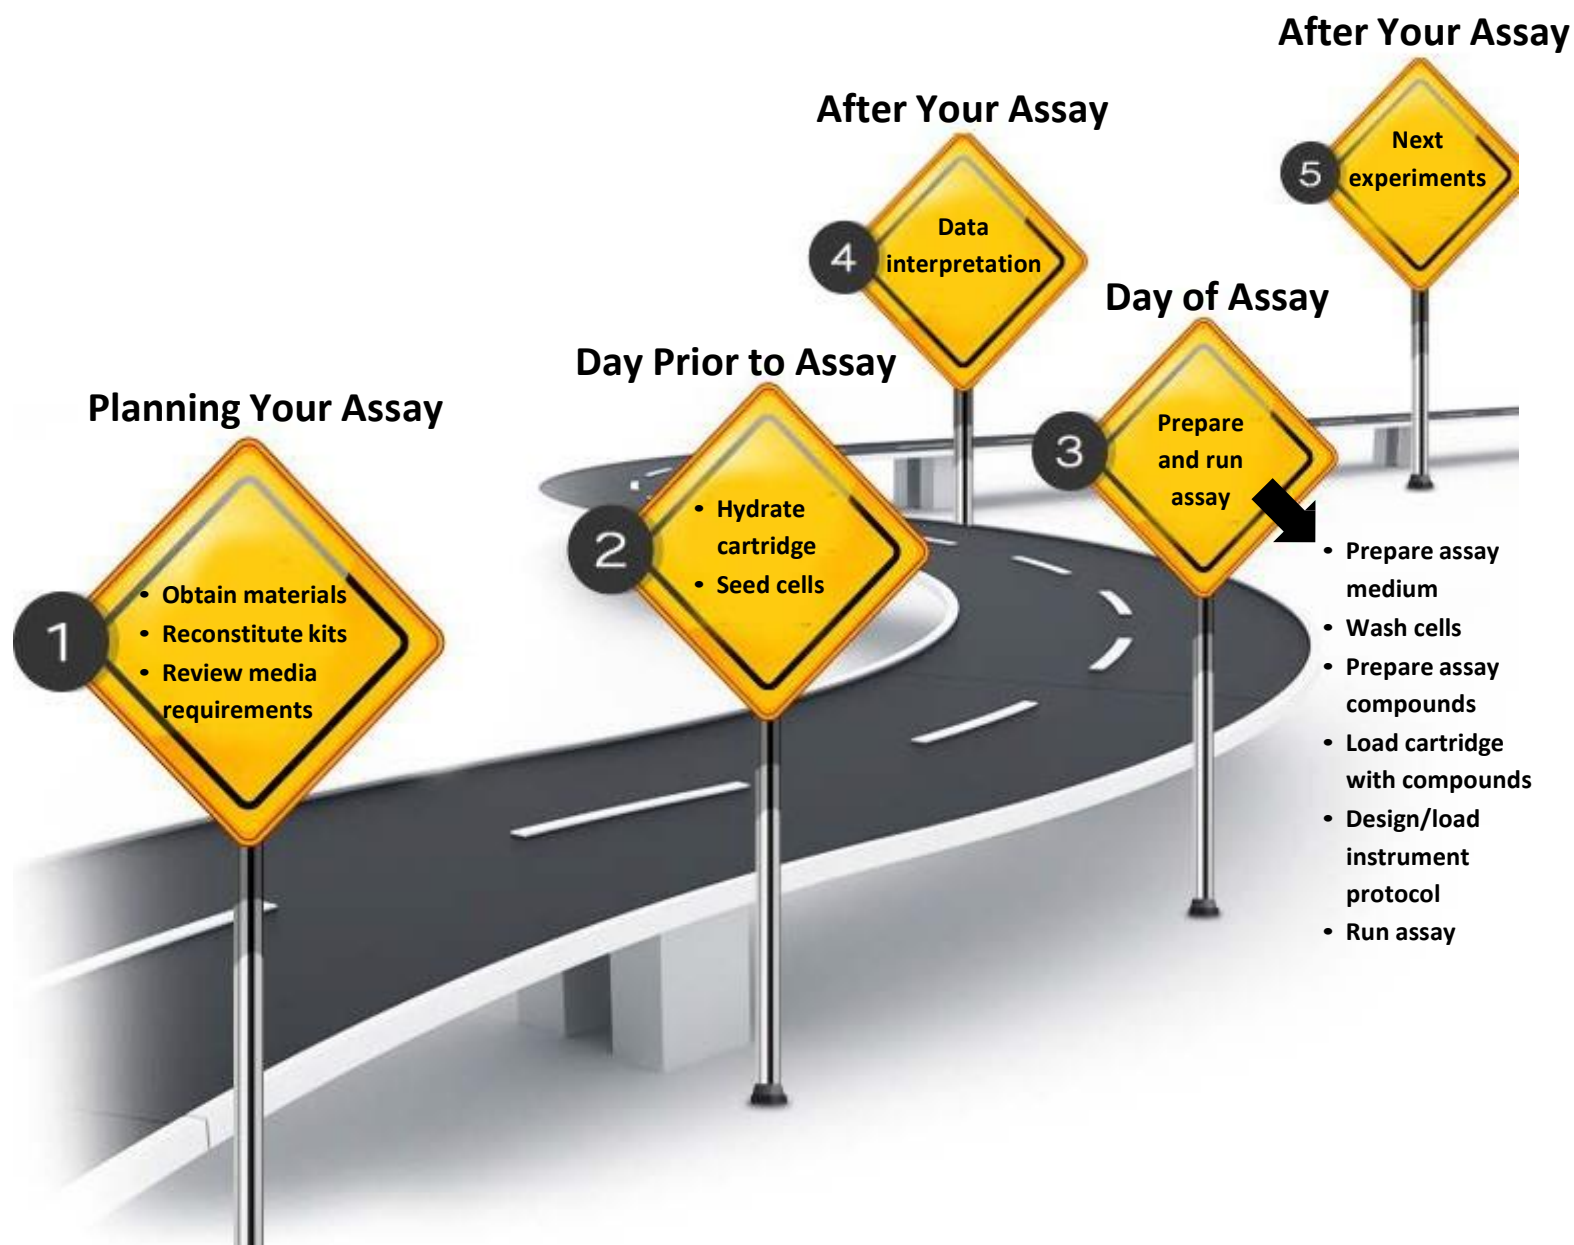 Planning Your Assay
1
• Obtain materials
• Reconstitute kits
• Review media
requirements
Day Prior to Assay
2
• Hydrate
cartridge
• Seed cells
Day of Assay
3
Prepare
and run
assay
• Prepare assay
medium
• Wash cells
• Prepare assay
compounds
• Load cartridge
with compounds
• Design/load
instrument
protocol
• Run assay
After Your Assay
4
Data
interpretation
After Your Assay
5
Next
experiments